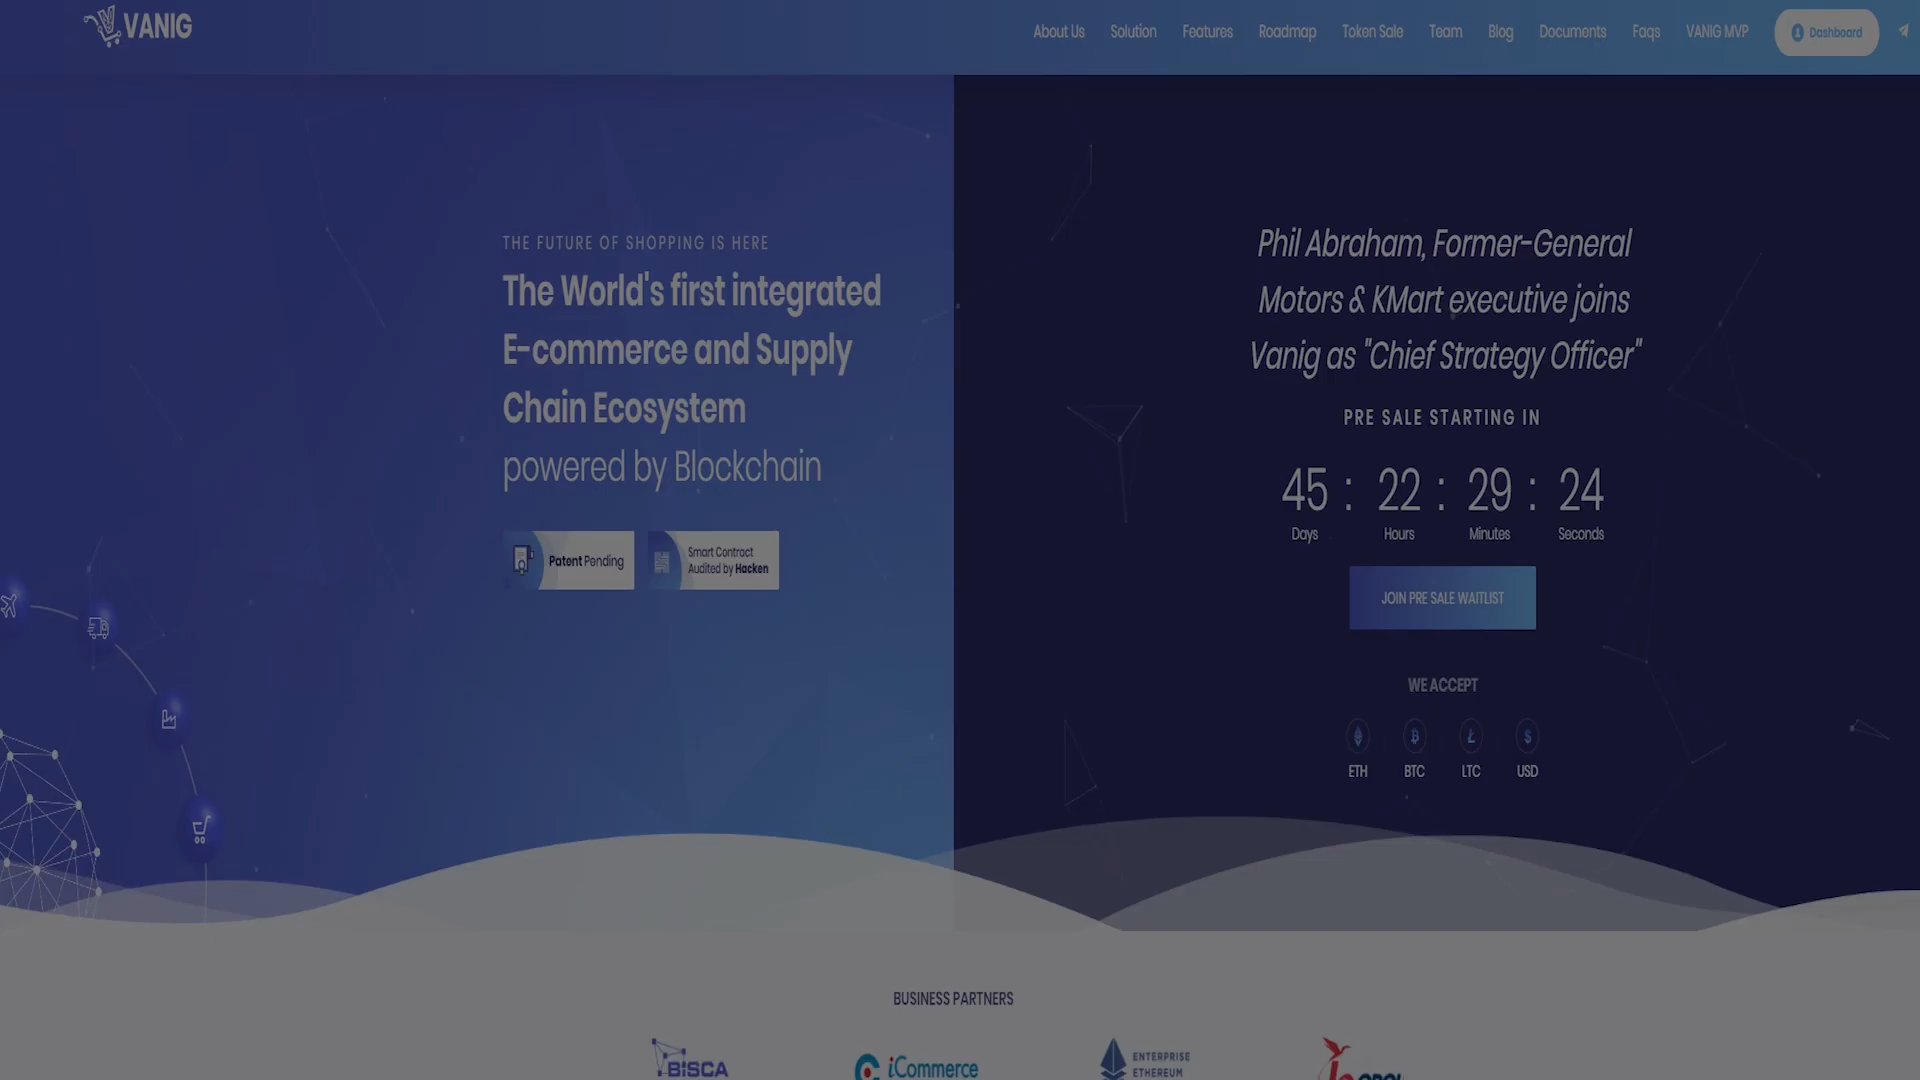 VANIG
About Us Solution Features Roadmap Token Sale Team Blog Documents Faqs VANIG MVP Dashboard
THE FUTURE OF SHOPPING IS HERE
The World's first integrated
E-commerce and Supply
Chain Ecosystem
powered by Blockchain
Patent Pending
Smart Contract
Audited by Hacken
Phil Abraham, Former-General
Motors & KMart executive joins
Vanig as "Chief Strategy Officer"
PRE SALE STARTING IN
45 : 22 : 29 : 24
Days Hours Minutes Seconds
JOIN PRE SALE WAITLIST
WE ACCEPT
ETH BTC LTC USD
BUSINESS PARTNERS
BISCA
iCommerce
ENTERPRISE
ETHEREUM